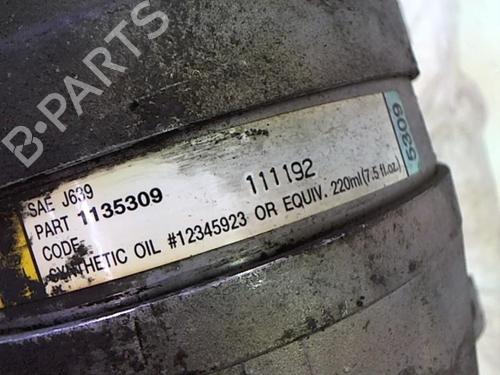 B-PARTS
SAE J639
PART 1135309
111192
CODE
SYNTHETIC OIL #12345923 OR EQUIV. 220ml (7.5 fl.oz.)
5309